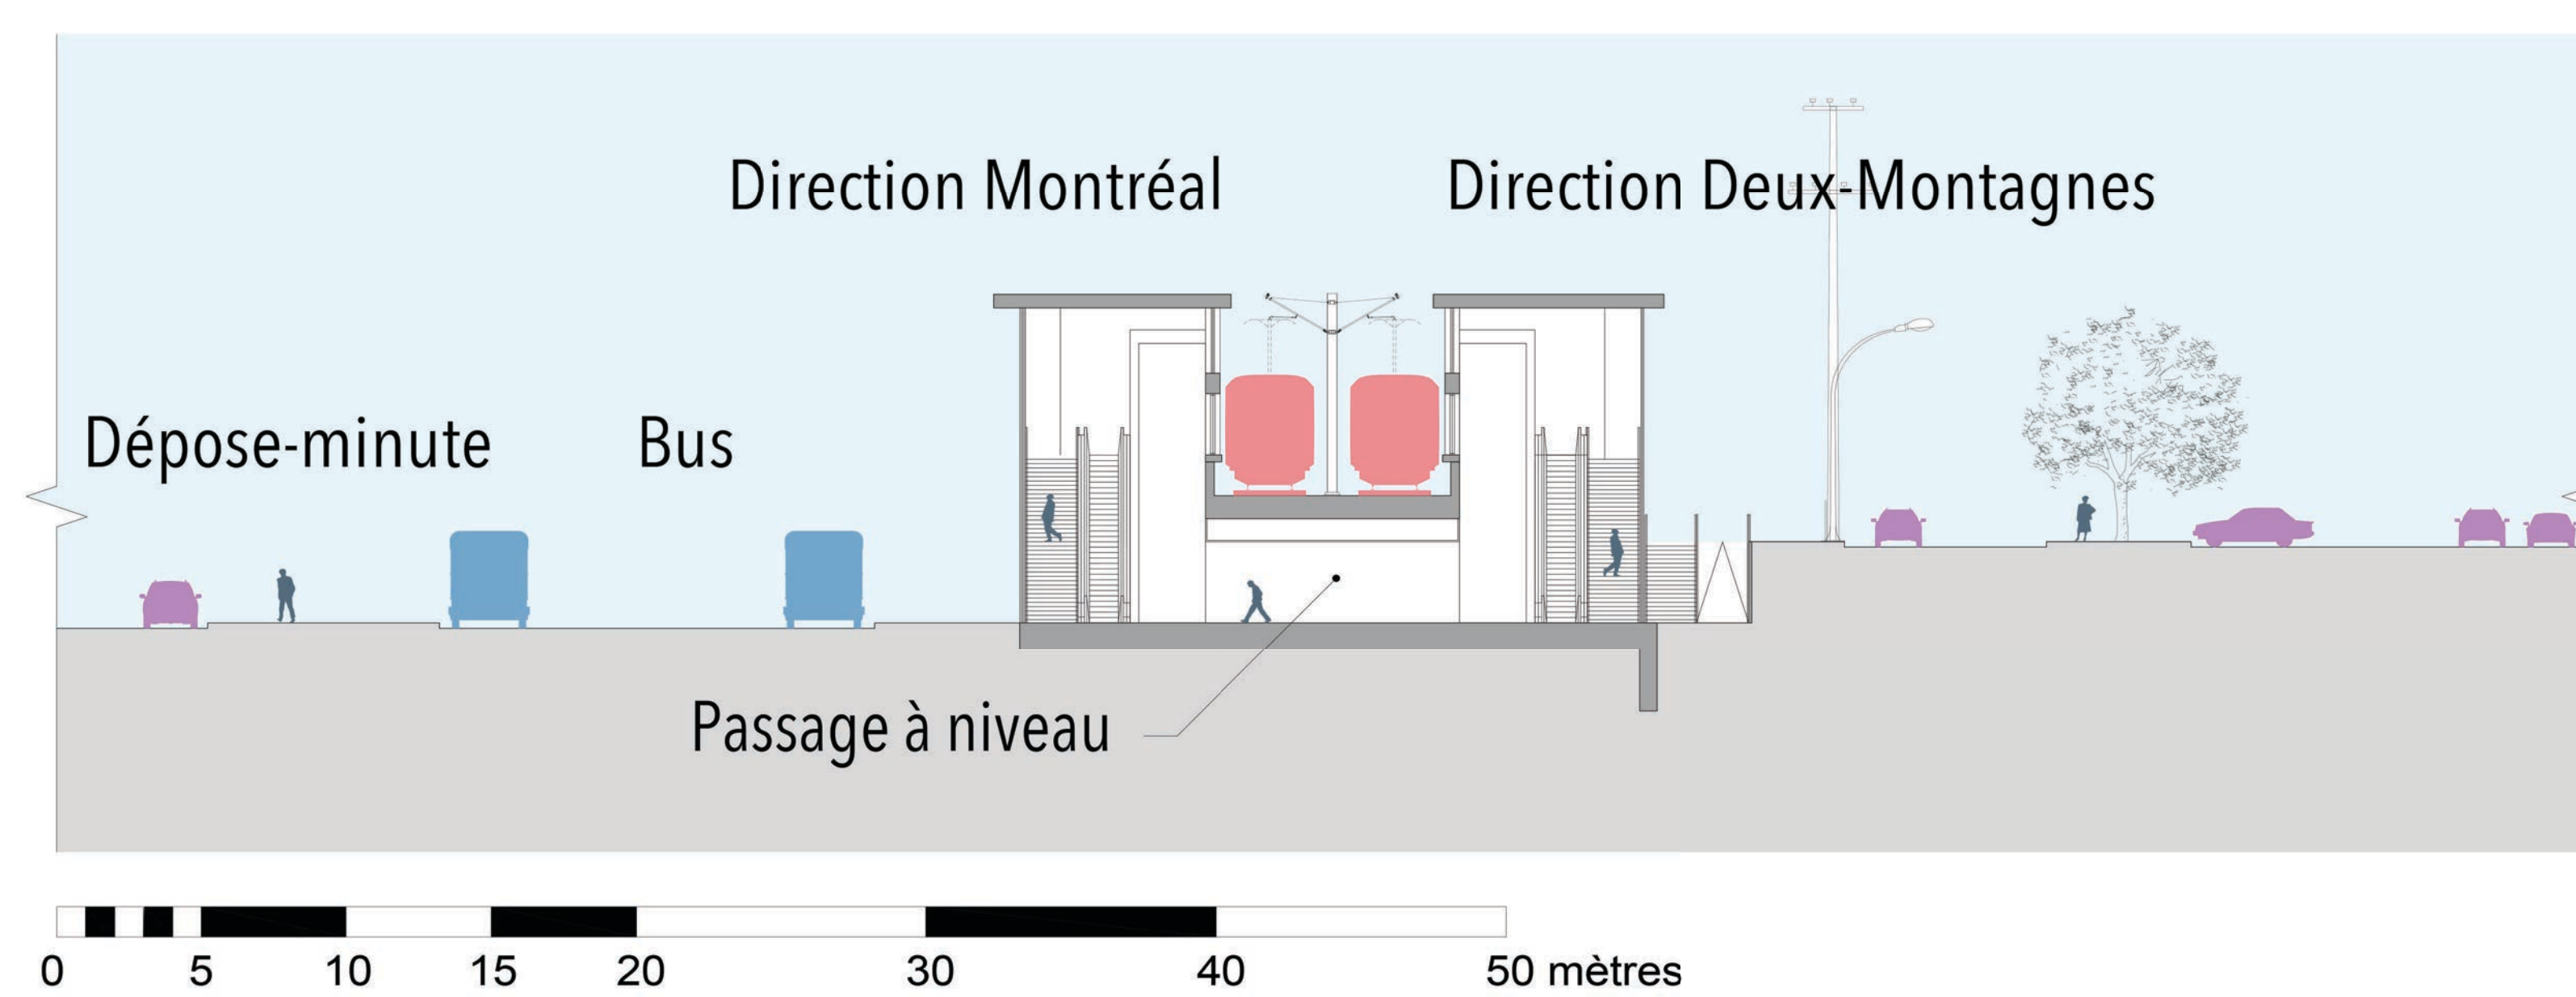 Direction Montréal
Direction Deux-Montagnes
Dépose-minute
Bus
Passage à niveau
0 5 10 15 20 30 40 50 mètres